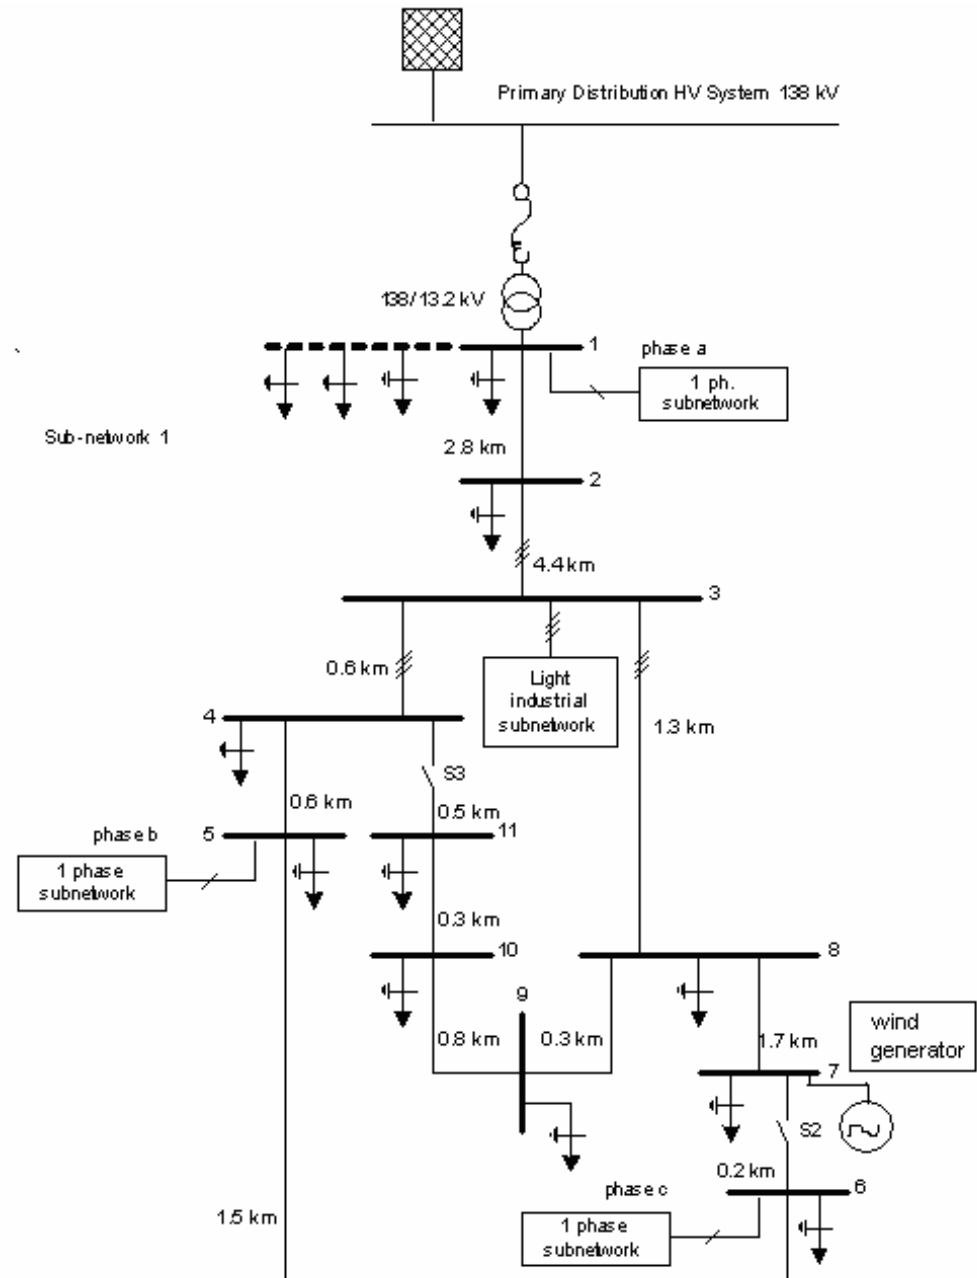 Primary Distribution HV System 138 kV
138/13.2 kV
1
phase a
1 ph.
subnetwork
Sub-network 1
2.8 km
2
4.4 km
3
0.6 km
Light
industrial
subnetwork
1.3 km
4
S3
0.6 km
0.5 km
phase b
5
11
1 phase
subnetwork
0.3 km
10
8
9
wind
generator
0.8 km
0.3 km
1.7 km
7
S2
0.2 km
phase c
6
1.5 km
1 phase
subnetwork